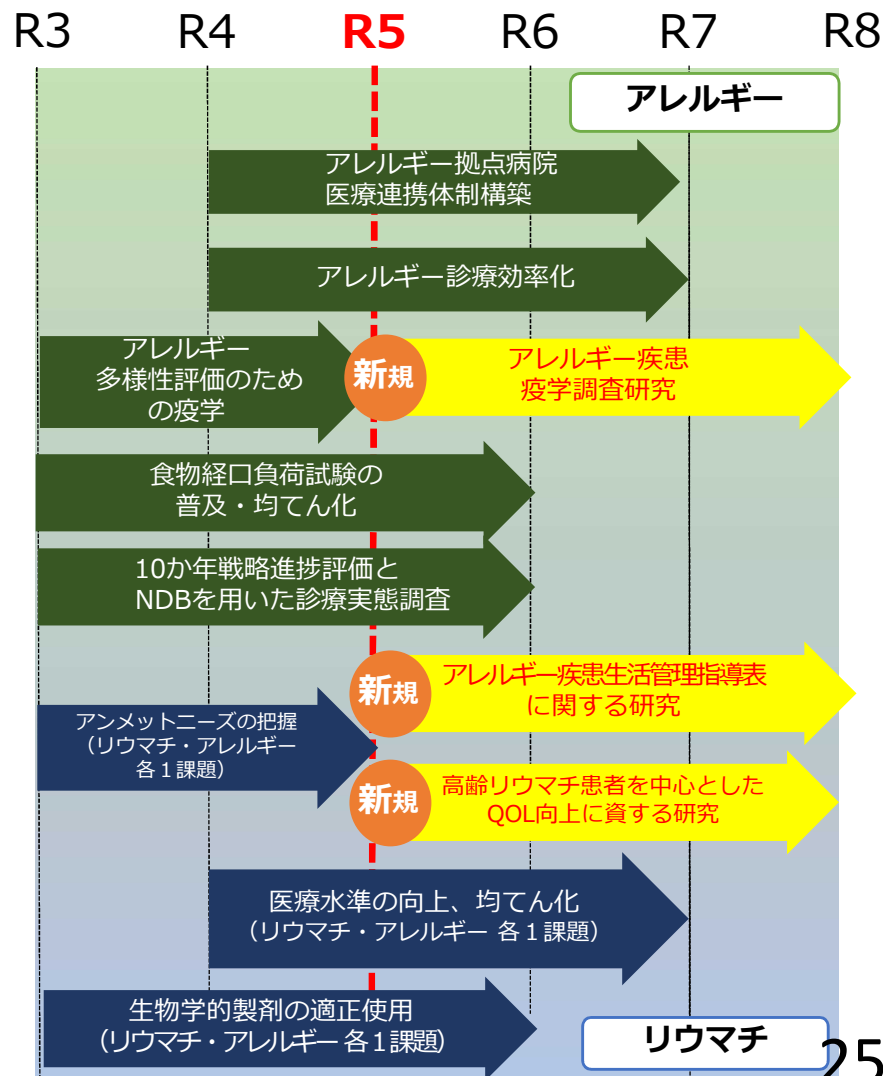 R3 R4 R5 R6 R7 R8
アレルギー
アレルギー拠点病院
医療連携体制構築
アレルギー診療効率化
アレルギー
多様性評価のため
の疫学
新規
アレルギー疾患
疫学調査研究
食物経口負荷試験の
普及・均てん化
10か年戦略進捗評価と
NDBを用いた診療実態調査
新規
アレルギー疾患生活管理指導表
に関する研究
アンメットニーズの把握
（リウマチ・アレルギー
各１課題）
新規
高齢リウマチ患者を中心とした
QOL向上に資する研究
医療水準の向上、均てん化
（リウマチ・アレルギー 各１課題）
生物学的製剤の適正使用
（リウマチ・アレルギー 各１課題）
リウマチ
25